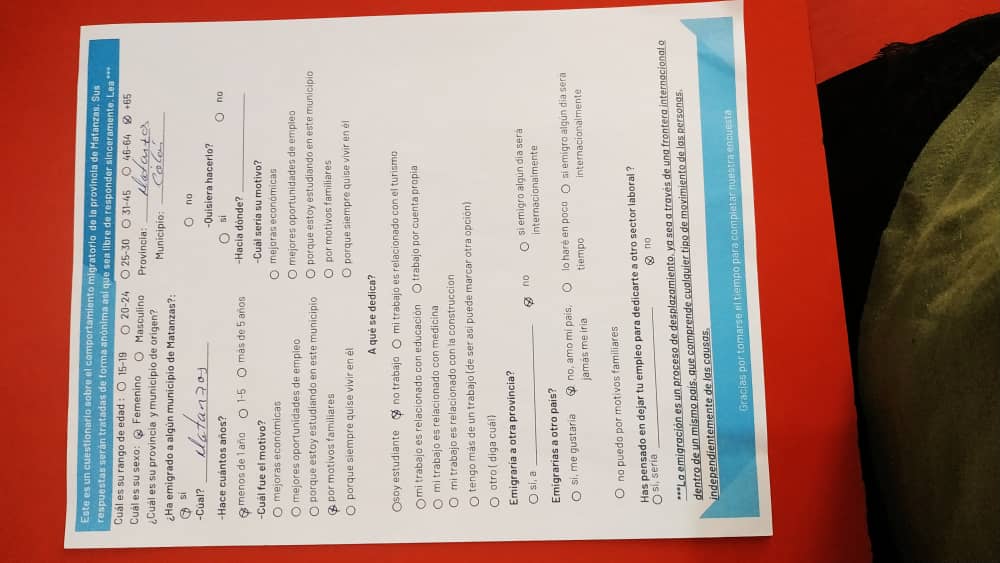 Este es un cuestionario sobre el comportamiento migratorio de la provincia de Matanzas. Sus
respuestas serán tratadas de forma anónima así que sea libre de responder sinceramente. Lea ***
Cuál es su rango de edad: 15-19 20-24 25-30 31-45 46-64 +65
Cuál es su sexo: Femenino Masculino
¿Cuál es su provincia y municipio de origen? Provincia: Matanzas
Municipio: Colón
¿Ha emigrado a algún municipio de Matanzas?:
sí no
-Cuál? Matanzas
-Quisiera haccerlo?
-Hace cuántos años? sí no
menos de 1 año 1-5 más de 5 años
-Hacia dónde?
-Cuál fue el motivo?
-Cuál sería su motivo?
mejoras económicas
mejores oportunidades de empleo
porque estoy estudiando en este municipio
por motivos familiares
porque siempre quise vivir en él
mejoras económicas
mejores oportunidades de empleo
porque estoy estudiando en este municipio
por motivos familiares
porque siempre quise vivir en él
A qué se dedica?
soy estudiante no trabajo mi trabajo es relacionado con el turismo
mi trabajo es relacionado con educación trabajo por cuenta propia
mi trabajo es relacionado con medicina
mi trabajo es relacionado con la construccion
tengo más de un trabajo (de ser asi puede marcar otra opción)
otro ( diga cuál)
Emigraría a otra provincia?
sí, a no si emigro algun dia será
internacionalmente
Emigrarías a otro país?
si, me gustaría no, amo mi país, lo haré en poco si emigro algún día será
jamás me iría tiempo internacionalmente
no puedo por motivos familiares
Has pensado en dejar tu empleo para dedicarte a otro sector laboral ?
si, sería no
***La emigración es un proceso de desplazamiento, ya sea a través de una frontera internacional o
dentro de un mismo país, que comprende cualquier tipo de movimiento de las personas,
independientemente de las causas.
Gracias por tomarse el tiempo para completar nuestra encuesta